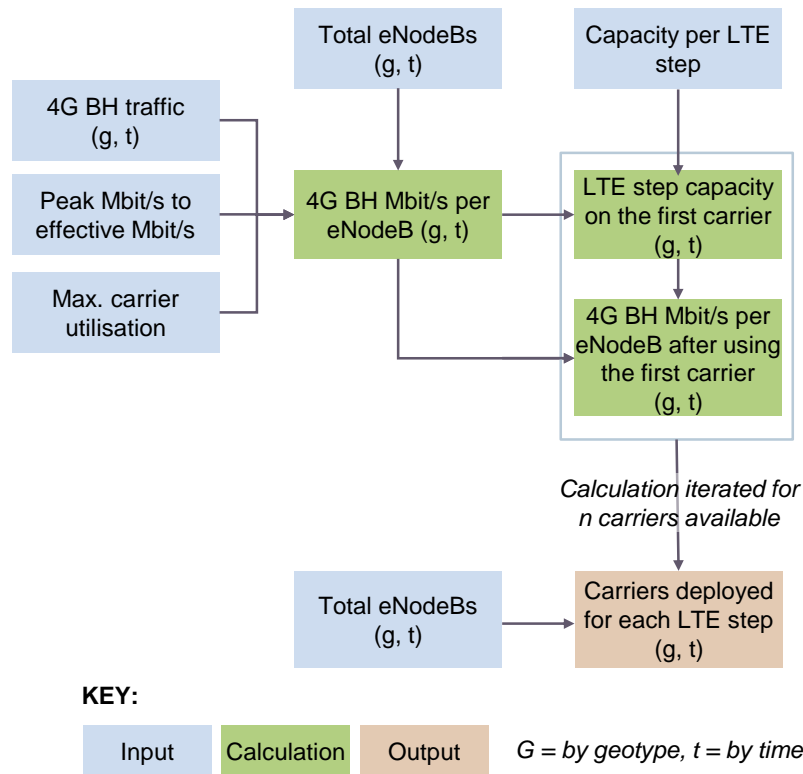 Total eNodeBs
(g, t)
Capacity per LTE
step
4G BH traffic
(g, t)
Peak Mbit/s to
effective Mbit/s
Max. carrier
utilisation
4G BH Mbit/s per
eNodeB (g, t)
LTE step capacity
on the first carrier
(g, t)
4G BH Mbit/s per
eNodeB after using
the first carrier
(g, t)
Calculation iterated for
n carriers available
Total eNodeBs
(g, t)
Carriers deployed
for each LTE step
(g, t)
KEY:
Input
Calculation
Output
G = by geotype, t = by time